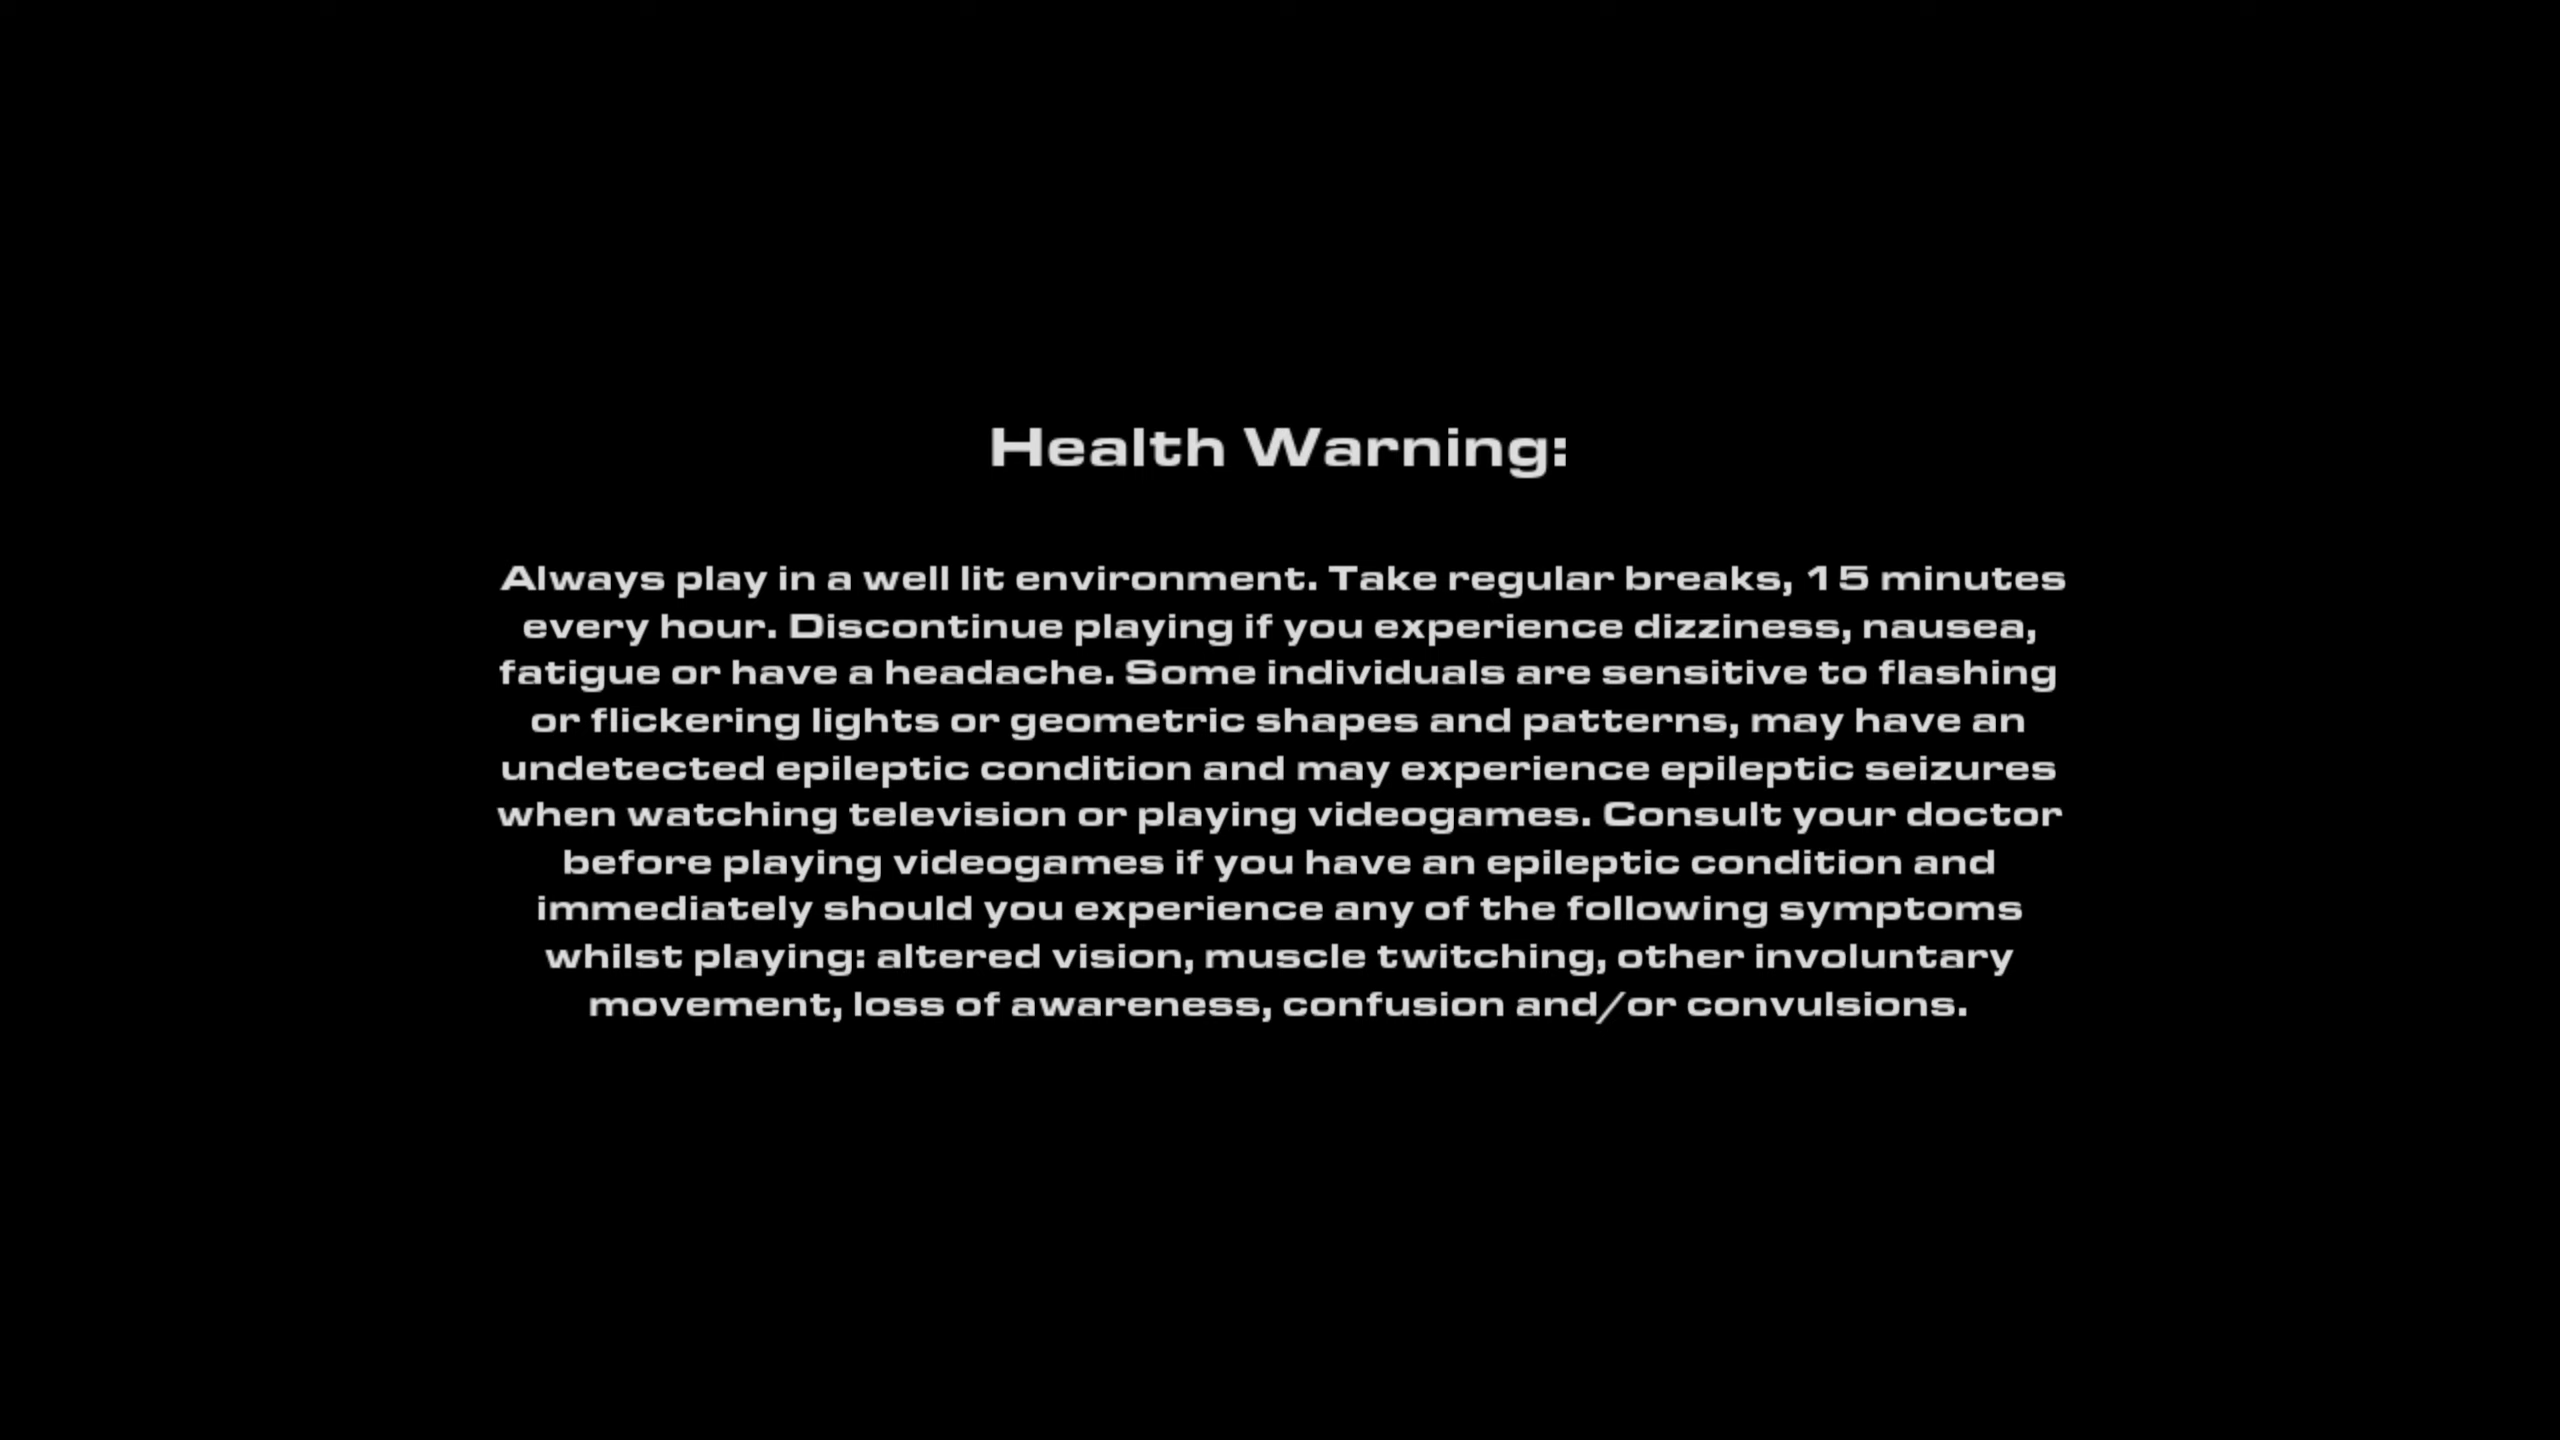 Health Warning:
Always play in a well lit environment. Take regular breaks, 15 minutes
every hour. Discontinue playing if you experience dizziness, nausea,
fatigue or have a headache. Some individuals are sensitive to flashing
or flickering lights or geometric shapes and patterns, may have an
undetected epileptic condition and may experience epileptic seizures
when watching television or playing videogames. Consult your doctor
before playing videogames if you have an epileptic condition and
immediately should you experience any of the following symptoms
whilst playing: altered vision, muscle twitching, other involuntary
movement, loss of awareness, confusion and/or convulsions.